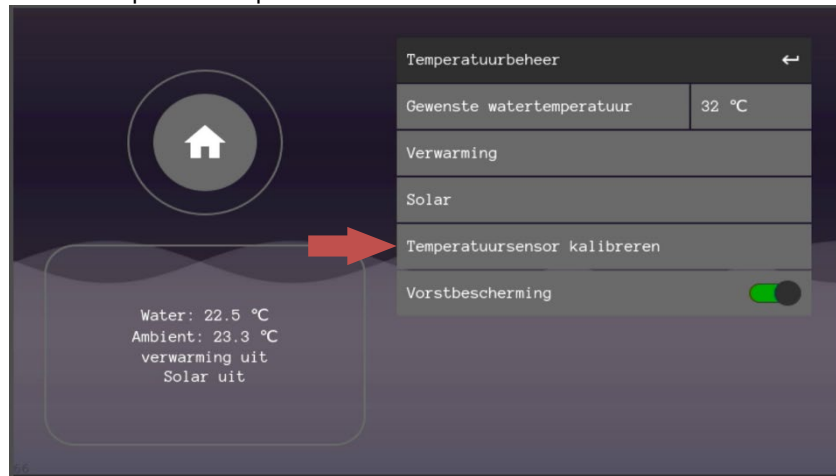 Temperatuurbeheer
Gewenste watertemperatuur 32 °C
Verwarming
Solar
Temperatuursensor kalibreren
Vorstbescherming
Water: 22.5 °C
Ambient: 23.3 °C
verwarming uit
Solar uit
66